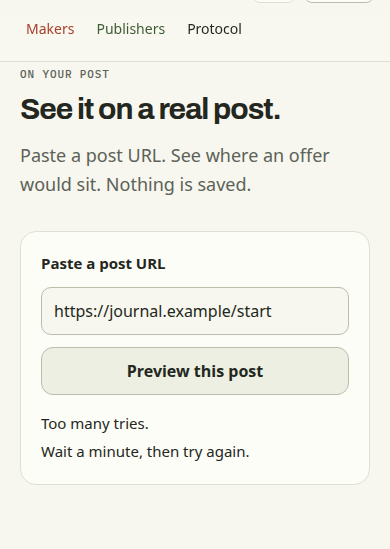 Makers Publishers Protocol
ON YOUR POST
See it on a real post.
Paste a post URL. See where an offer
would sit. Nothing is saved.
Paste a post URL
https://journal.example/start
Preview this post
Too many tries.
Wait a minute, then try again.